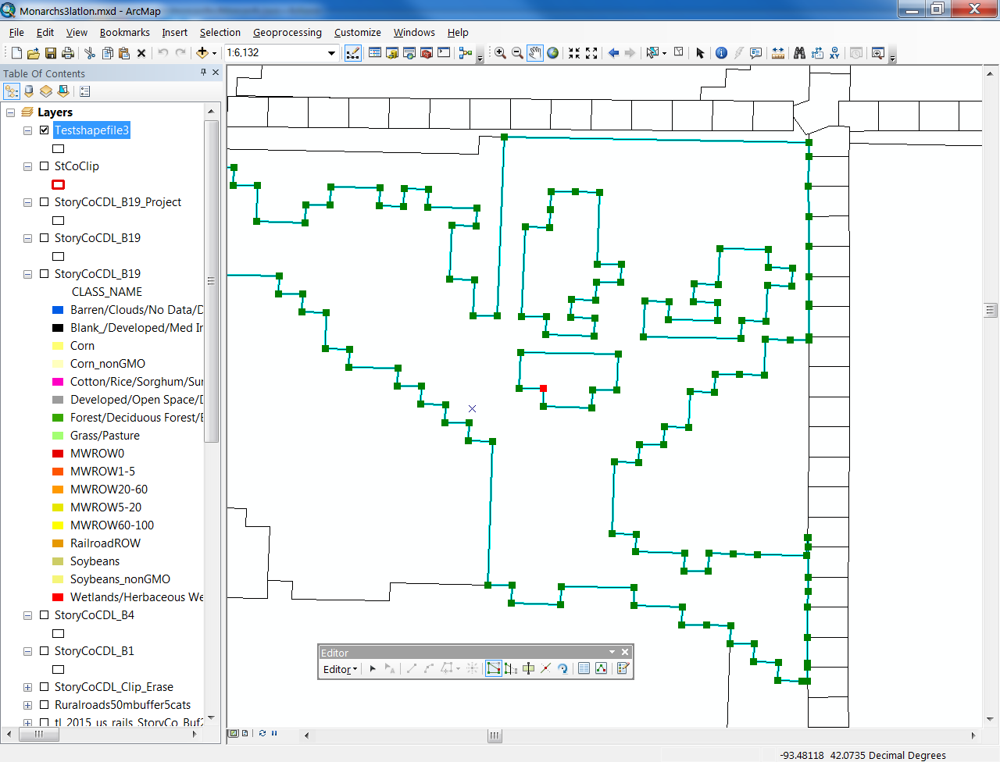 Monarchs3latlon.mxd - ArcMap
File Edit View Bookmarks Insert Selection Geoprocessing Customize Windows Help
1:6,132
Table Of Contents
Layers
Testshapefile3
StCoClip
StoryCoCDL_B19_Project
StoryCoCDL_B19
StoryCoCDL_B19
CLASS_NAME
Barren/Clouds/No Data/D
Blank_/Developed/Med In
Corn
Corn_nonGMO
Cotton/Rice/Sorghum/Sun
Developed/Open Space/D
Forest/Deciduous Forest/E
Grass/Pasture
MWROW0
MWROW1-5
MWROW20-60
MWROW5-20
MWROW60-100
RailroadROW
Soybeans
Soybeans_nonGMO
Wetlands/Herbaceous We
StoryCoCDL_B4
StoryCoCDL_B1
StoryCoCDL_Clip_Erase
Ruralroads50mbuffer5cats
tl_2015_us_rails_StoryCo_Buf2
Editor
Editor
-93.48118 42.0735 Decimal Degrees